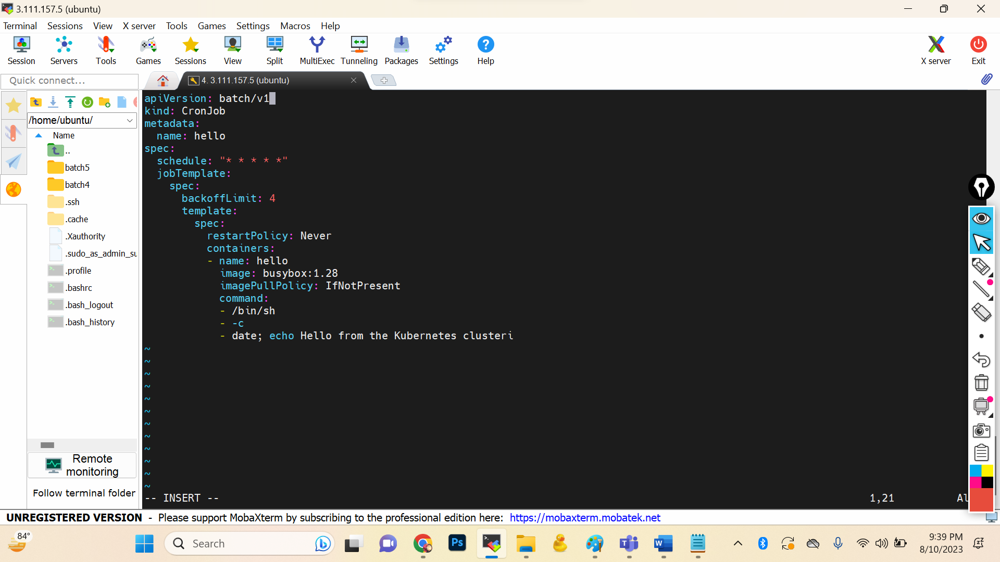 3.111.157.5 (ubuntu)
Terminal Sessions View X server Tools Games Settings Macros Help
Session Servers Tools Games Sessions View Split MultiExec Tunneling Packages Settings Help X server Exit
Quick connect...
4. 3.111.157.5 (ubuntu)
/home/ubuntu/
Name
..
batch5
batch4
.ssh
.cache
.Xauthority
.sudo_as_admin_su
.profile
.bashrc
.bash_logout
.bash_history
Remote
monitoring
Follow terminal folder
apiVersion: batch/v1
kind: CronJob
metadata:
  name: hello
spec:
  schedule: "* * * * *"
  jobTemplate:
    spec:
      backoffLimit: 4
      template:
        spec:
          restartPolicy: Never
          containers:
          - name: hello
            image: busybox:1.28
            imagePullPolicy: IfNotPresent
            command:
            - /bin/sh
            - -c
            - date; echo Hello from the Kubernetes clusteri
~
~
~
~
~
~
~
~
~
~
~
~
-- INSERT -- 1,21 Al
UNREGISTERED VERSION - Please support MobaXterm by subscribing to the professional edition here: https://mobaxterm.mobatek.net
84°
Search
Ps
T
W
9:39 PM
8/10/2023